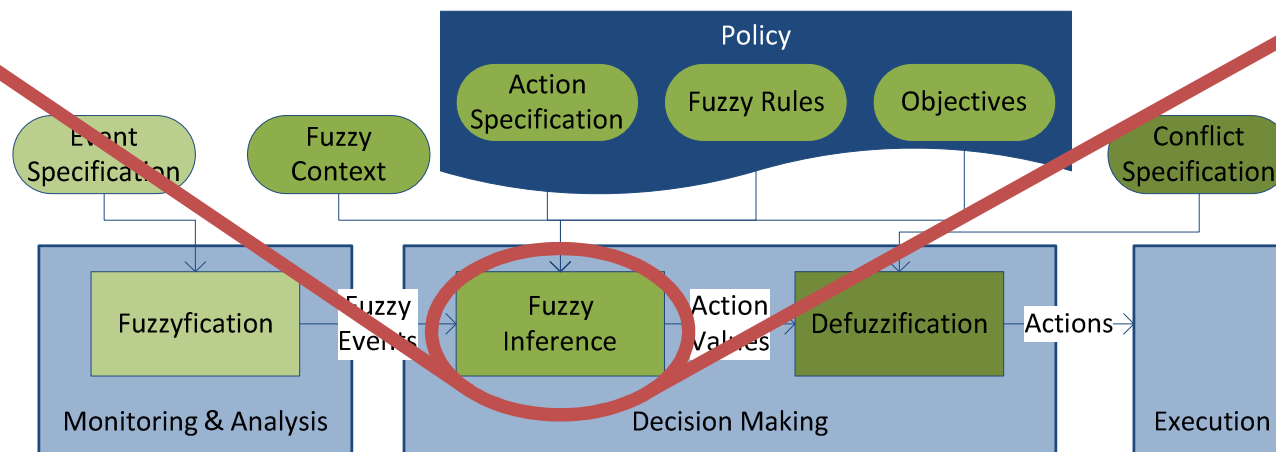 Policy
Action
Specification
Fuzzy Rules
Objectives
Event
Specification
Fuzzy
Context
Conflict
Specification
Fuzzyfication
Fuzzy
Events
Fuzzy
Inference
Action
Values
Defuzzification
Actions
Monitoring & Analysis
Decision Making
Execution